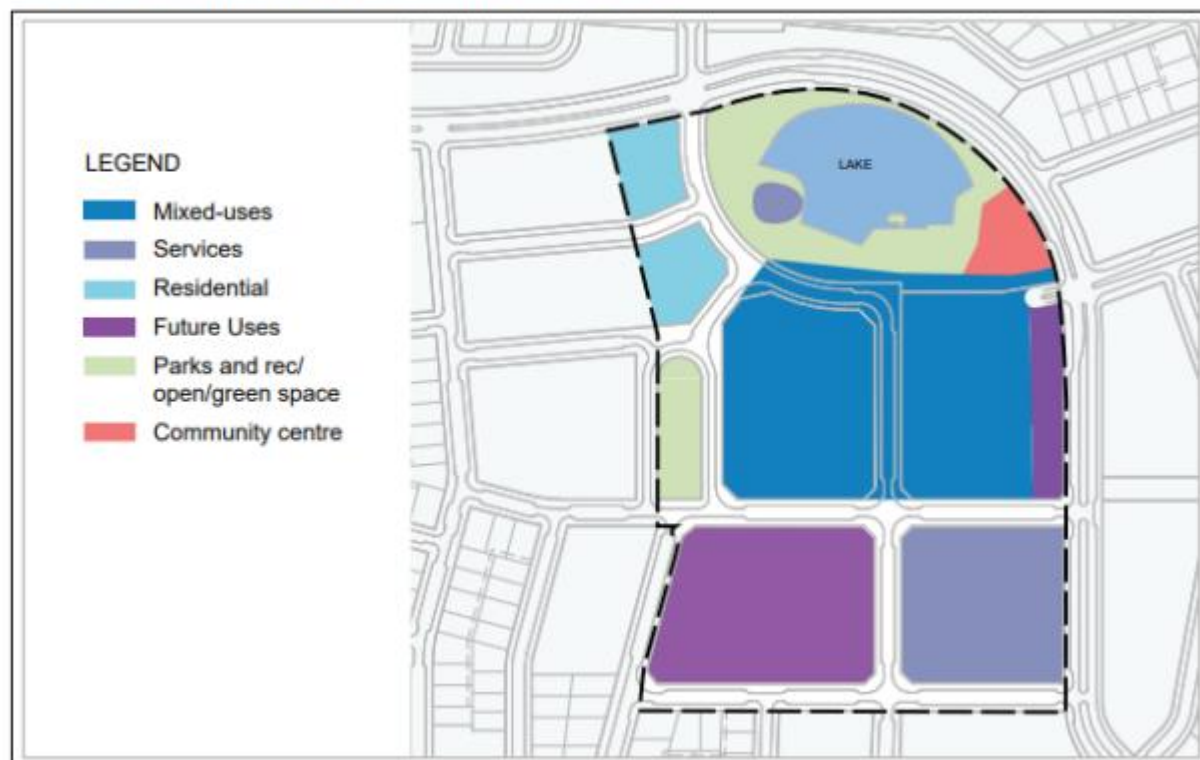 LEGEND
Mixed-uses
Services
Residential
Future Uses
Parks and rec/
open/green space
Community centre
LAKE